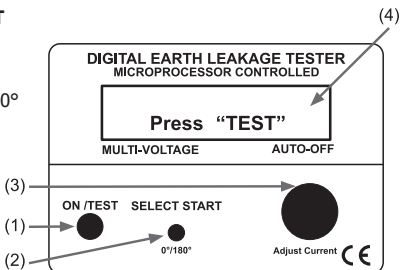 T
(4)
DIGITAL EARTH LEAKAGE TESTER
MICROPROCESSOR CONTROLLED
0°
Press “TEST”
MULTI-VOLTAGE AUTO-OFF
(3)
ON /TEST SELECT START
(1)
(2)
0°/180°
Adjust Current CE